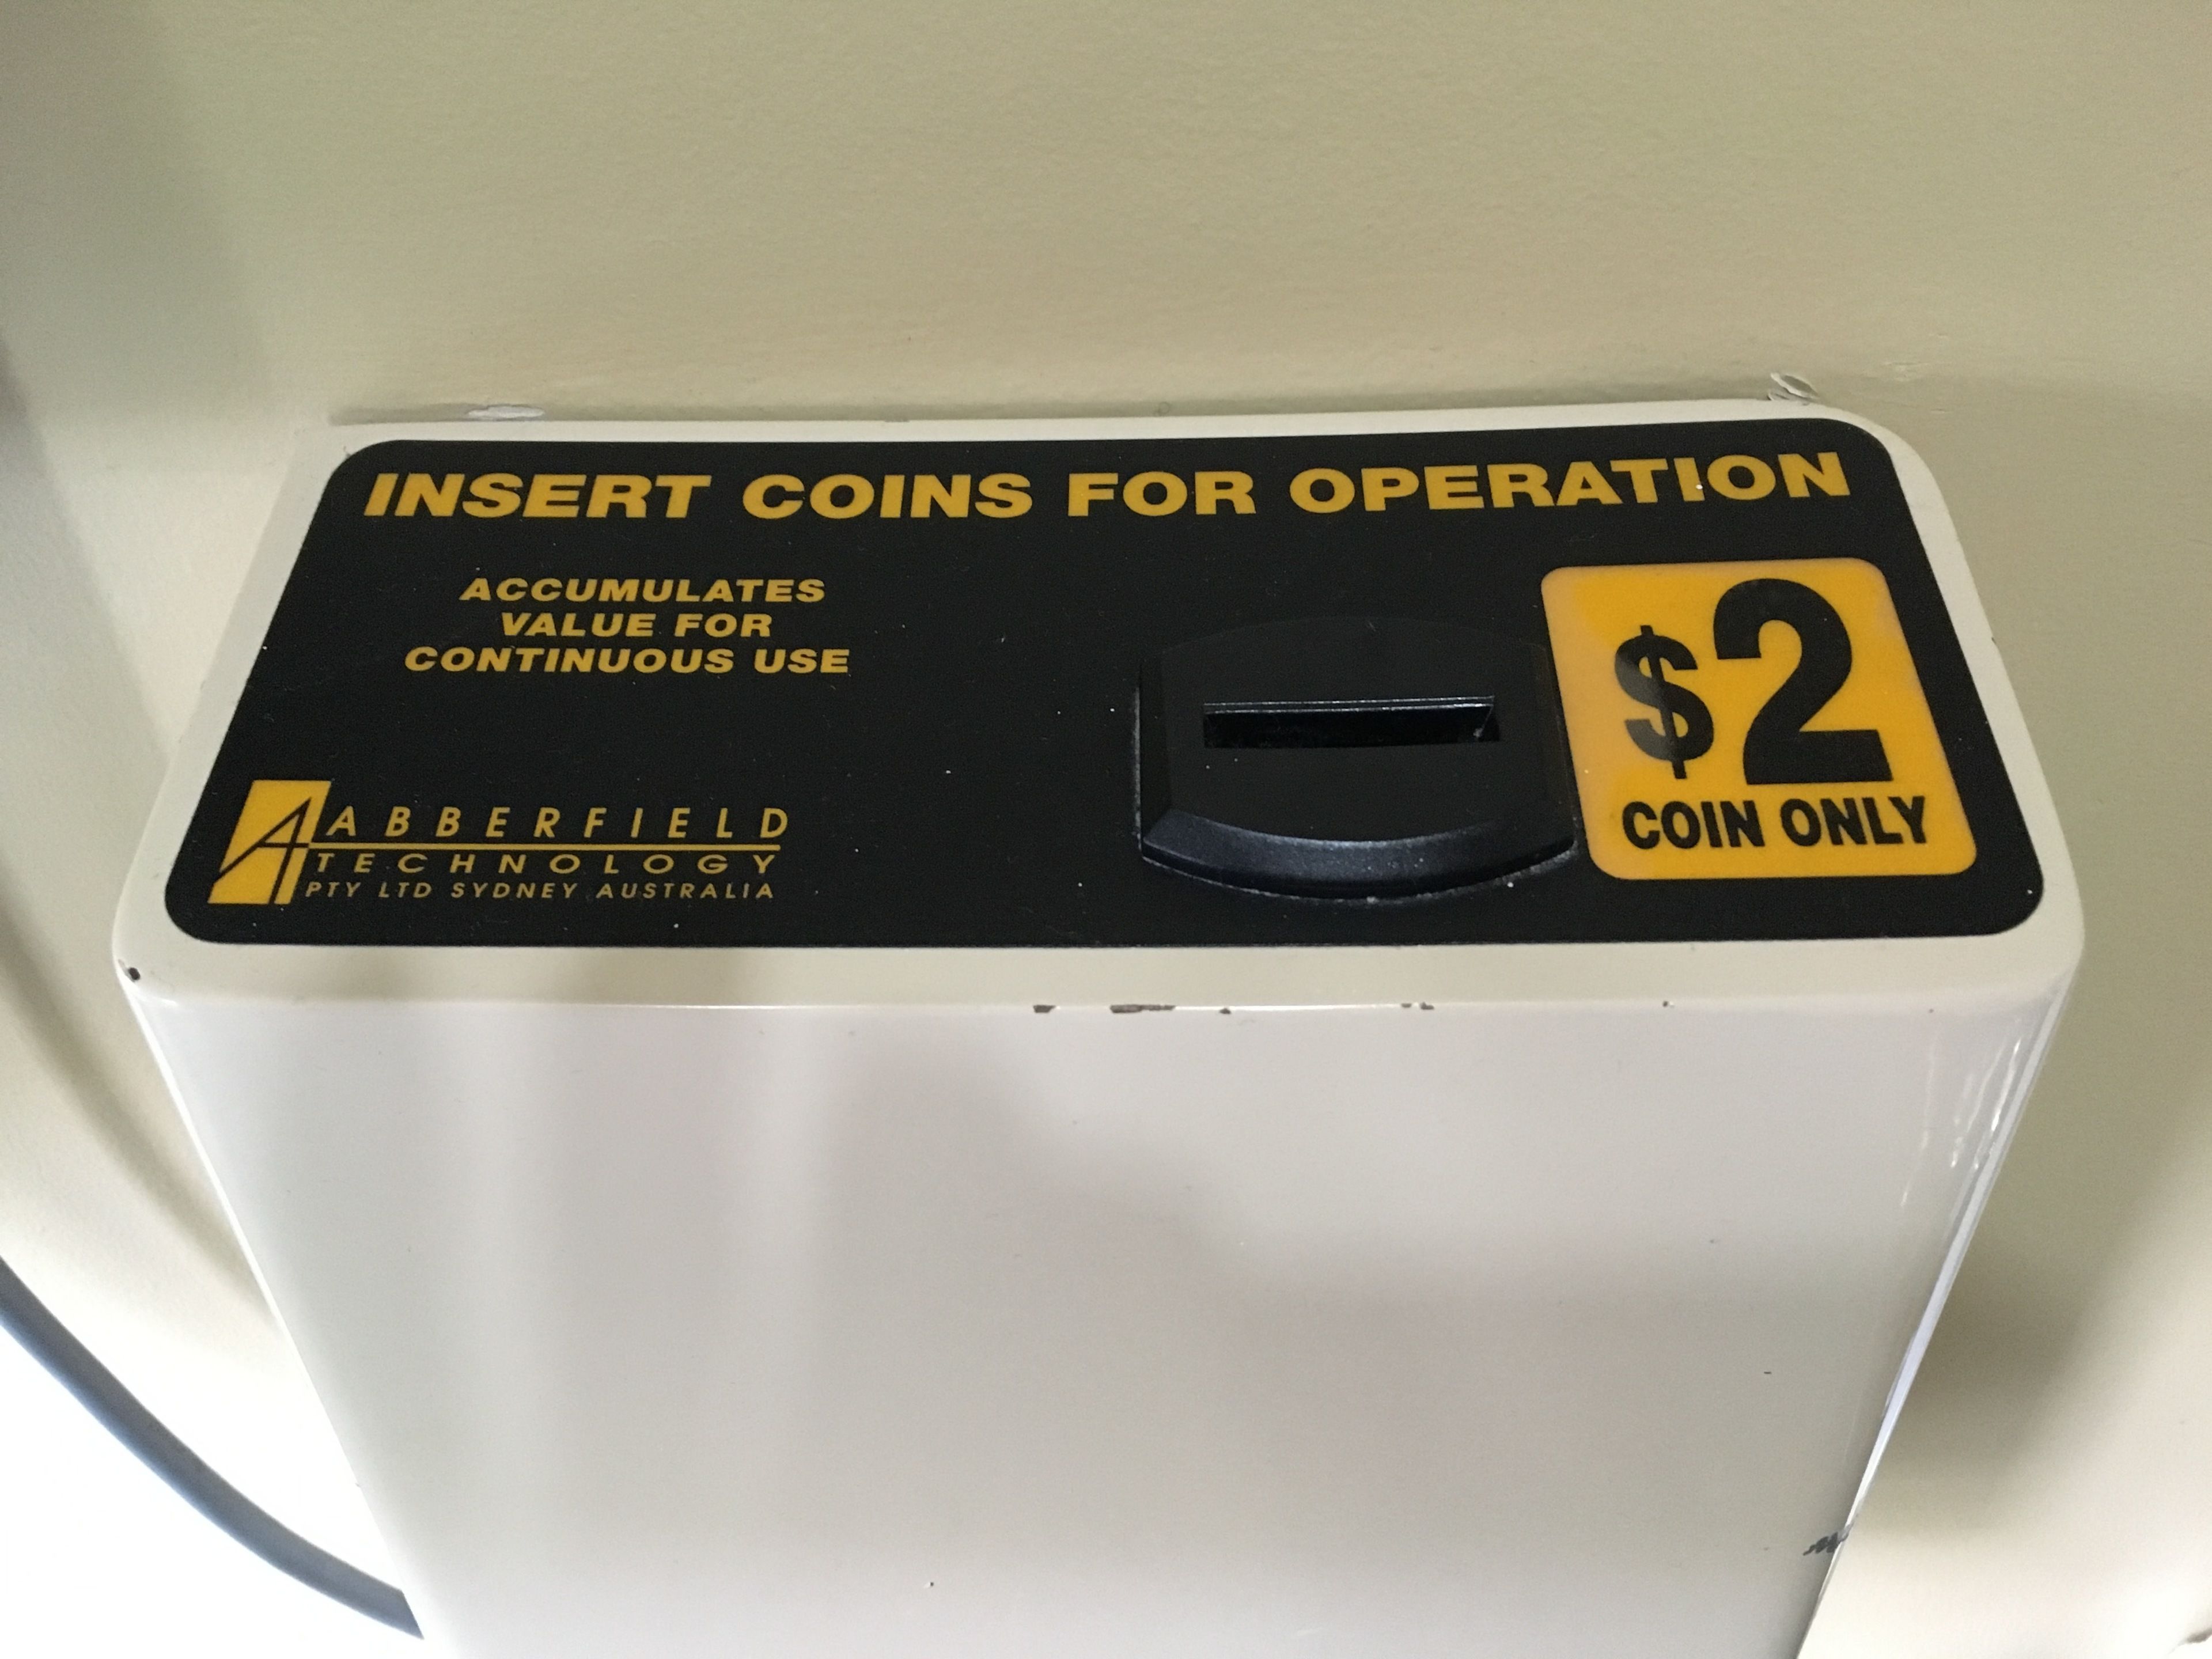 INSERT COINS FOR OPERATION
ACCUMULATES
VALUE FOR
CONTINUOUS USE
$2
COIN ONLY
ABBERFIELD
TECHNOLOGY
PTY LTD SYDNEY AUSTRALIA